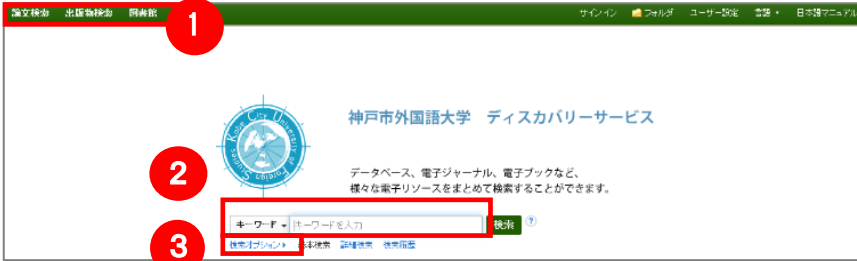 論文検索 出版物検索 図書館
サインイン フォルダ ユーザー設定 言語 日本語マニュアル
1
神戸市外国語大学 ディスカバリーサービス
Kobe City University of Foreign Studies
データベース、電子ジャーナル、電子ブックなど、
様々な電子リソースをまとめて検索することができます。
2
キーワード キーワードを入力 検索 ?
3
検索オプション 基本検索 詳細検索 検索履歴